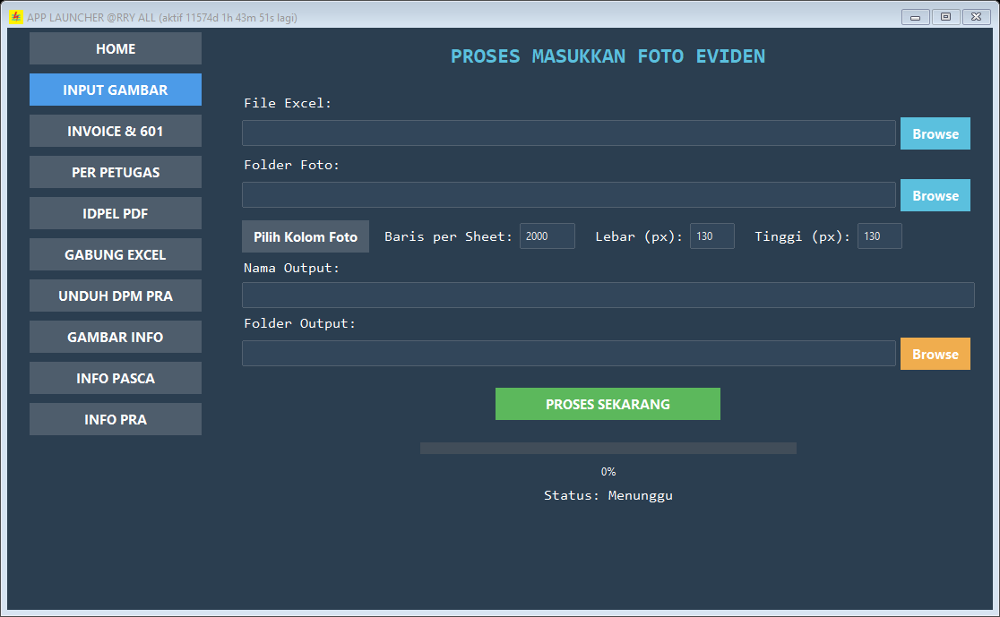 APP LAUNCHER @RRY ALL (aktif 11574d 1h 43m 51s lagi)
HOME
INPUT GAMBAR
INVOICE & 601
PER PETUGAS
IDPEL PDF
GABUNG EXCEL
UNDUH DPM PRA
GAMBAR INFO
INFO PASCA
INFO PRA
PROSES MASUKKAN FOTO EVIDEN
File Excel:
Browse
Folder Foto:
Browse
Pilih Kolom Foto Baris per Sheet: 2000 Lebar (px): 130 Tinggi (px): 130
Nama Output:
Folder Output:
Browse
PROSES SEKARANG
0%
Status: Menunggu